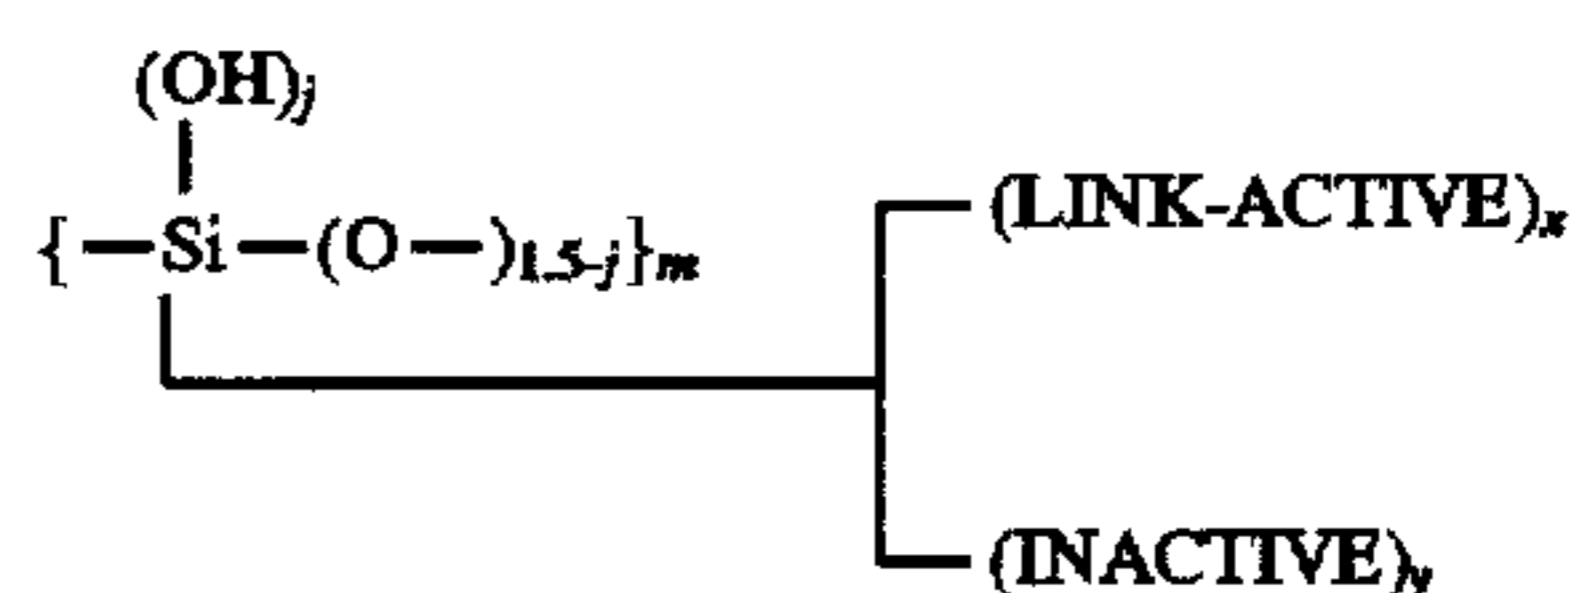 (OH)j
(LINK-ACTIVE)x
{—Si—(O—)1.5-j}m
(INACTIVE)y